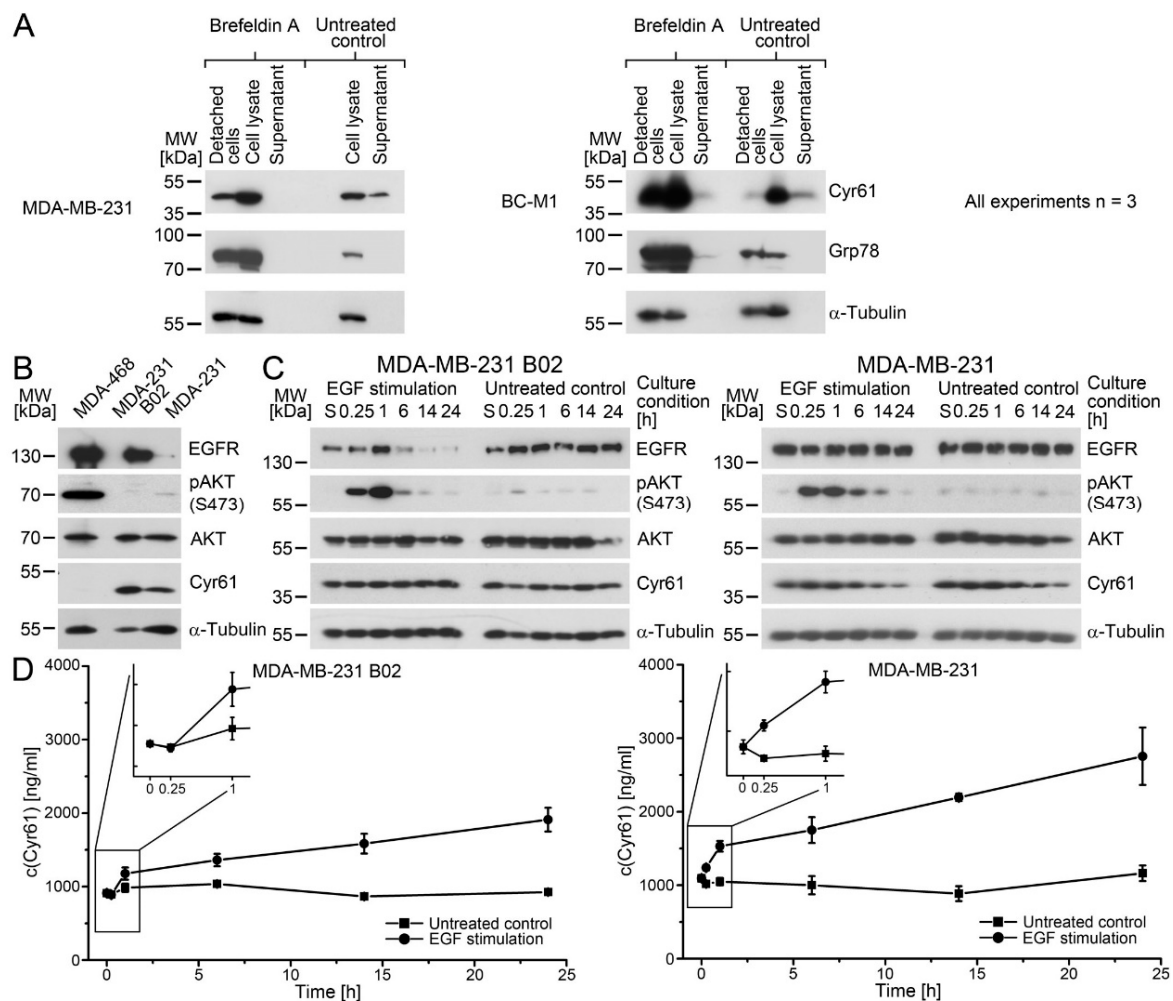 A
Brefeldin A
Untreated control
MW [kDa]
Detached cells
Cell lysate
Supernatant
Cell lysate
Supernatant
MDA-MB-231
55
35
100
70
55
Brefeldin A
Untreated control
MW [kDa]
Detached cells
Cell lysate
Supernatant
Detached cells
Cell lysate
Supernatant
BC-M1
55
35
Cyr61
100
70
Grp78
55
α-Tubulin
All experiments n = 3
B
MW [kDa]
MDA-468
MDA-231 B02
MDA-231
130
EGFR
70
pAKT (S473)
70
AKT
55
35
Cyr61
55
α-Tubulin
C
MDA-MB-231 B02
MW [kDa]
EGF stimulation
Untreated control
Culture condition [h]
S 0.25 1 6 14 24
S 0.25 1 6 14 24
130
EGFR
55
pAKT (S473)
55
AKT
35
Cyr61
55
α-Tubulin
MDA-MB-231
MW [kDa]
EGF stimulation
Untreated control
Culture condition [h]
S 0.25 1 6 14 24
S 0.25 1 6 14 24
130
EGFR
55
pAKT (S473)
55
AKT
35
Cyr61
55
α-Tubulin
D
MDA-MB-231 B02
c(Cyr61) [ng/ml]
4000
3000
2000
1000
0
0 0.25 1
Untreated control
EGF stimulation
0 5 10 15 20 25
Time [h]
MDA-MB-231
c(Cyr61) [ng/ml]
4000
3000
2000
1000
0
0 0.25 1
Untreated control
EGF stimulation
0 5 10 15 20 25
Time [h]